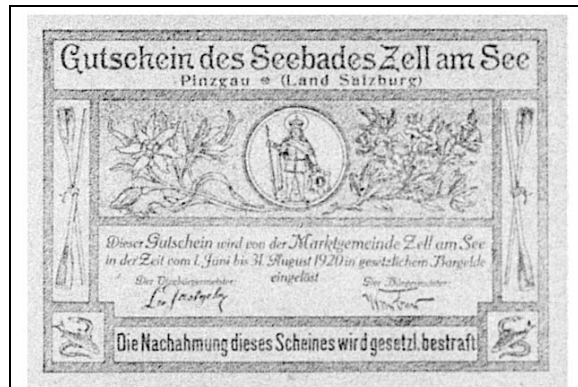 Gutschein des Seebades Zell am See
Pinzgau (Land Salzburg)
Dieser Gutschein wird von der Marktgemeinde Zell am See
in der Zeit vom 1. Juni bis 31. August 1920 in gesetzlichem Bargelde
eingelöst
Der Vizebürgermeister: Der Bürgermeister:
Die Nachahmung dieses Scheines wird gesetzl. bestraft